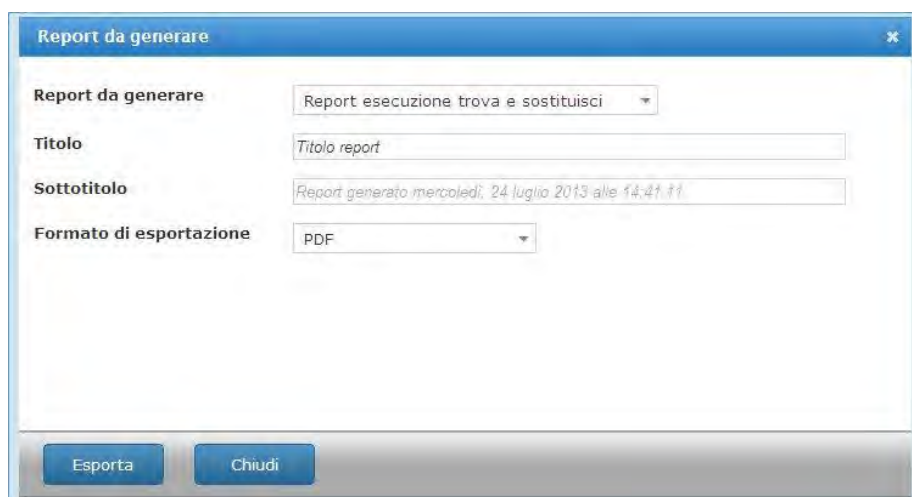 Report da generare
Report da generare Report esecuzione trova e sostituisci
Titolo Titolo report
Sottotitolo Report generato mercoledì, 24 luglio 2013 alle 14.41.11
Formato di esportazione PDF
Esporta Chiudi